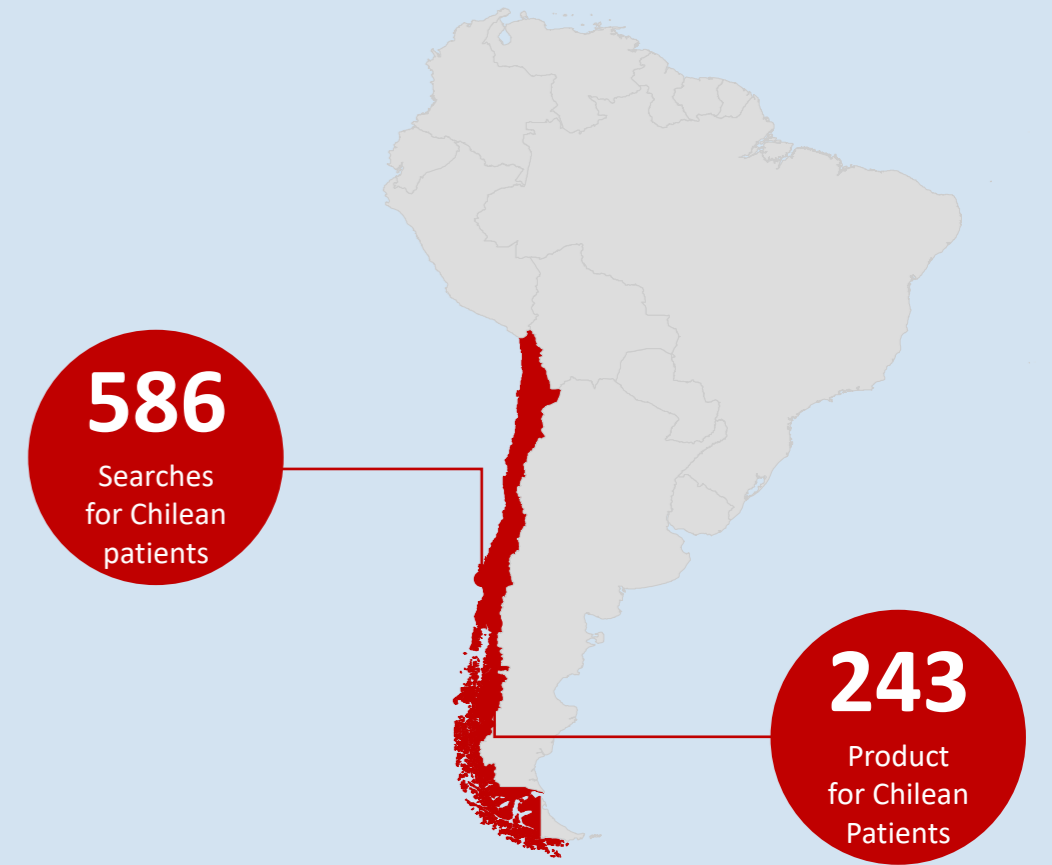 586
Searches
for Chilean
patients
243
Product
for Chilean
Patients